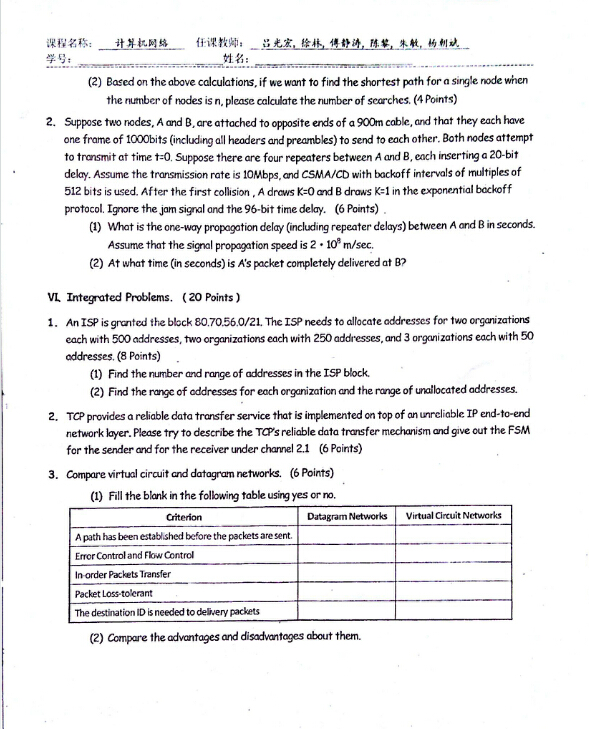 课程名称: 计算机网络 任课教师: 吕光宏, 徐林, 傅静涛, 陈黎, 朱敏, 杨朝斌
学号: 姓名:
(2) Based on the above calculations, if we want to find the shortest path for a single node when
the number of nodes is n, please calculate the number of searches. (4 Points)
2. Suppose two nodes, A and B, are attached to opposite ends of a 900m cable, and that they each have
one frame of 1000bits (including all headers and preambles) to send to each other. Both nodes attempt
to transmit at time t=0. Suppose there are four repeaters between A and B, each inserting a 20-bit
delay. Assume the transmission rate is 10Mbps, and CSMA/CD with backoff intervals of multiples of
512 bits is used. After the first collision , A draws K=0 and B draws K=1 in the exponential backoff
protocol. Ignore the jam signal and the 96-bit time delay. (6 Points) .
(1) What is the one-way propagation delay (including repeater delays) between A and B in seconds.
Assume that the signal propagation speed is 2 * 10⁸ m/sec.
(2) At what time (in seconds) is A's packet completely delivered at B?
VI. Integrated Problems. ( 20 Points )
1. An ISP is granted the block 80.70.56.0/21. The ISP needs to allocate addresses for two organizations
each with 500 addresses, two organizations each with 250 addresses, and 3 organizations each with 50
addresses. (8 Points)
(1) Find the number and range of addresses in the ISP block.
(2) Find the range of addresses for each organization and the range of unallocated addresses.
2. TCP provides a reliable data transfer service that is implemented on top of an unreliable IP end-to-end
network layer. Please try to describe the TCP's reliable data transfer mechanism and give out the FSM
for the sender and for the receiver under channel 2.1 (6 Points)
3. Compare virtual circuit and datagram networks. (6 Points)
(1) Fill the blank in the following table using yes or no.
Criterion Datagram Networks Virtual Circuit Networks
A path has been established before the packets are sent.
Error Control and Flow Control
In-order Packets Transfer
Packet Loss-tolerant
The destination ID is needed to delivery packets
(2) Compare the advantages and disadvantages about them.